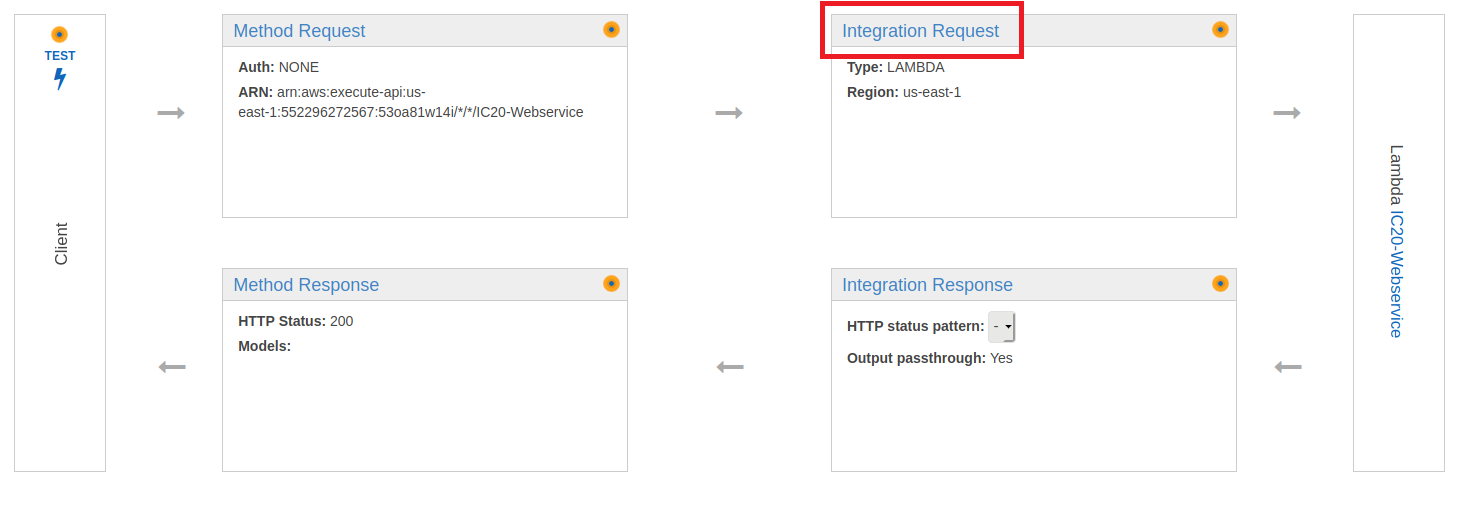 TEST
Client
Method Request
Auth: NONE
ARN: arn:aws:execute-api:us-
east-1:552296272567:53oa81w14i/*/*/IC20-Webservice
Integration Request
Type: LAMBDA
Region: us-east-1
Lambda IC20-Webservice
Method Response
HTTP Status: 200
Models:
Integration Response
HTTP status pattern: -
Output passthrough: Yes